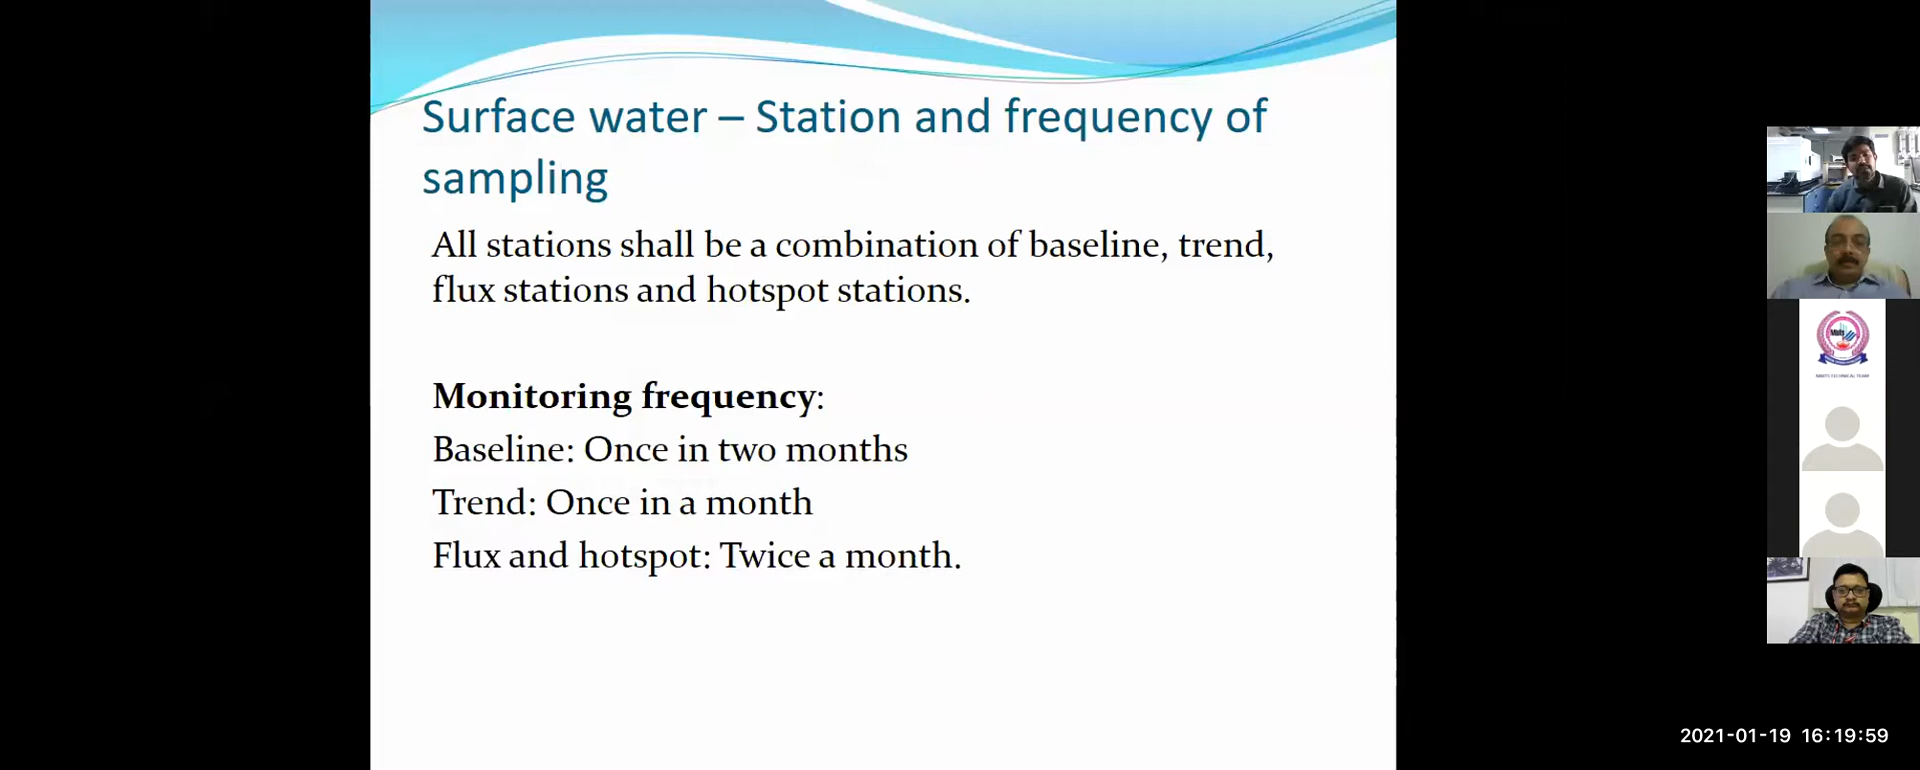 Surface water – Station and frequency of
sampling
All stations shall be a combination of baseline, trend,
flux stations and hotspot stations.
Monitoring frequency:
Baseline: Once in two months
Trend: Once in a month
Flux and hotspot: Twice a month.
2021-01-19 16:19:59